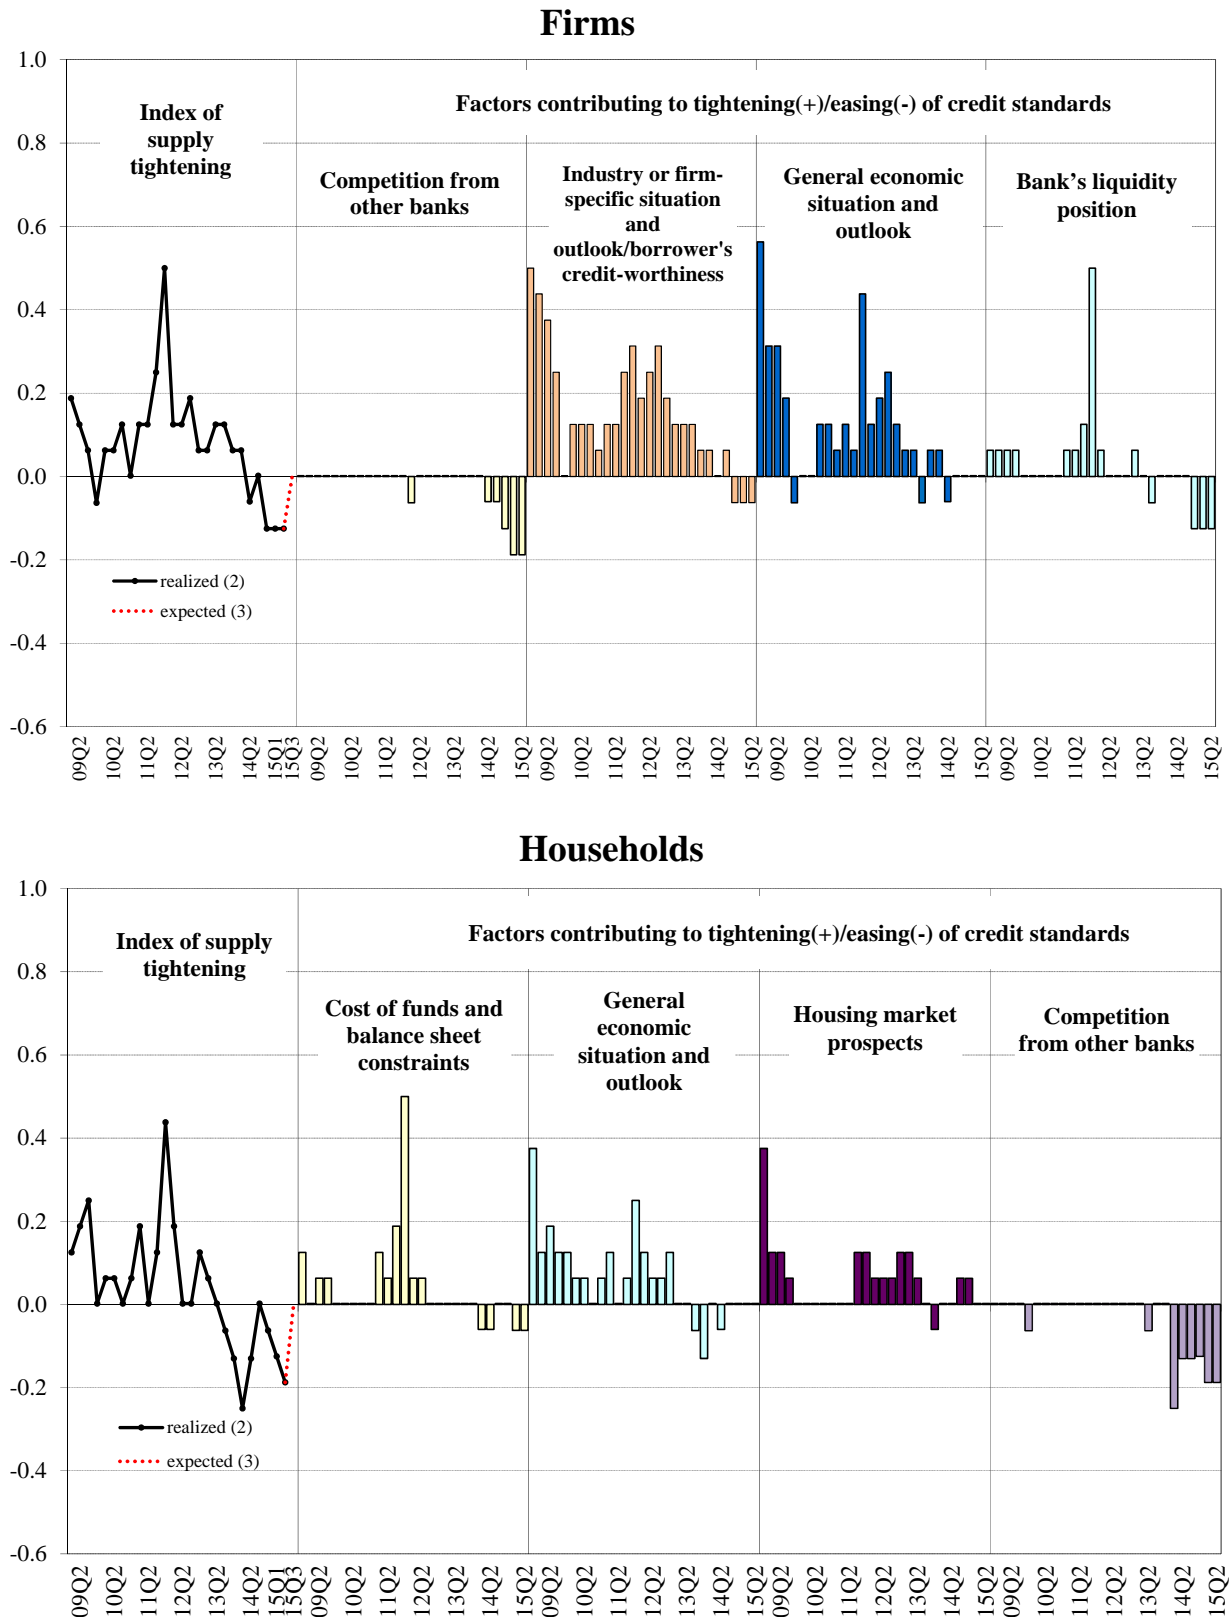 Firms
1.0
0.8
0.6
0.4
0.2
0.0
-0.2
-0.4
-0.6
Index of
supply
tightening
Factors contributing to tightening(+)/easing(-) of credit standards
Competition from
other banks
Industry or firm-
specific situation
and
outlook/borrower's
credit-worthiness
General economic
situation and
outlook
Bank's liquidity
position
realized (2)
expected (3)
09Q2 10Q2 11Q2 12Q2 13Q2 14Q2 15Q1 15Q3 09Q2 10Q2 11Q2 12Q2 13Q2 14Q2 15Q2 09Q2 10Q2 11Q2 12Q2 13Q2 14Q2 15Q2 09Q2 10Q2 11Q2 12Q2 13Q2 14Q2 15Q2 09Q2 10Q2 11Q2 12Q2 13Q2 14Q2 15Q2
Households
1.0
0.8
0.6
0.4
0.2
0.0
-0.2
-0.4
-0.6
Index of supply
tightening
Factors contributing to tightening(+)/easing(-) of credit standards
Cost of funds and
balance sheet
constraints
General
economic
situation and
outlook
Housing market
prospects
Competition
from other banks
realized (2)
expected (3)
09Q2 10Q2 11Q2 12Q2 13Q2 14Q2 15Q1 15Q3 09Q2 10Q2 11Q2 12Q2 13Q2 14Q2 15Q2 09Q2 10Q2 11Q2 12Q2 13Q2 14Q2 15Q2 09Q2 10Q2 11Q2 12Q2 13Q2 14Q2 15Q2 09Q2 10Q2 11Q2 12Q2 13Q2 14Q2 15Q2